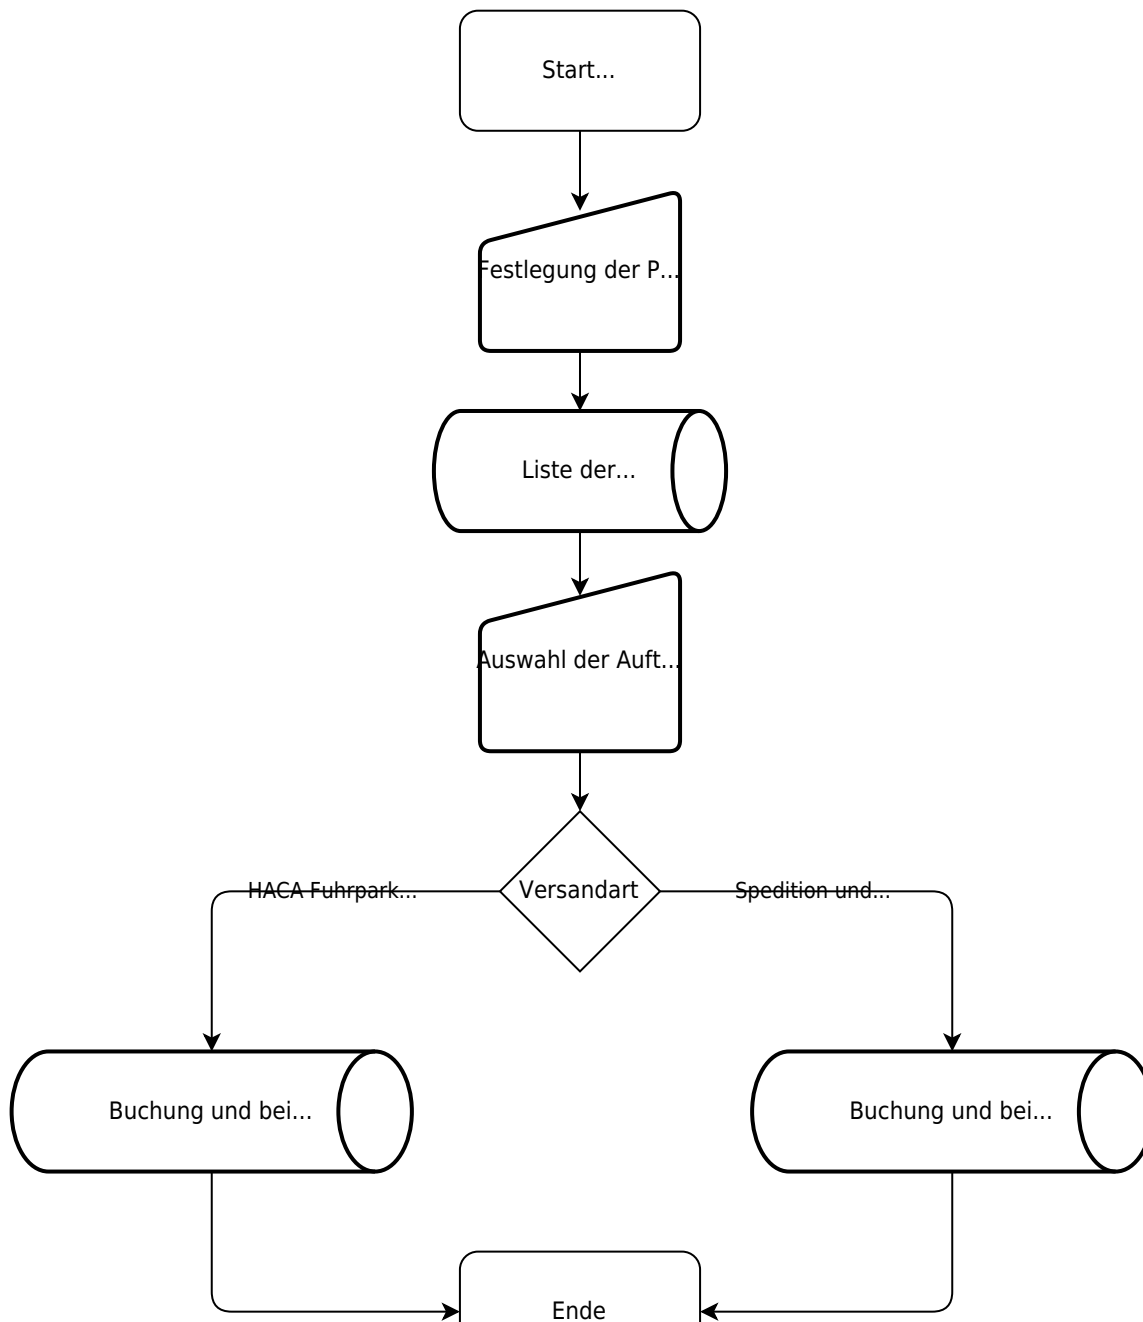 Start...
Festlegung der P...
Liste der...
Auswahl der Auft...
Versandart
HACA Fuhrpark...
Spedition und...
Buchung und bei...
Buchung und bei...
Ende